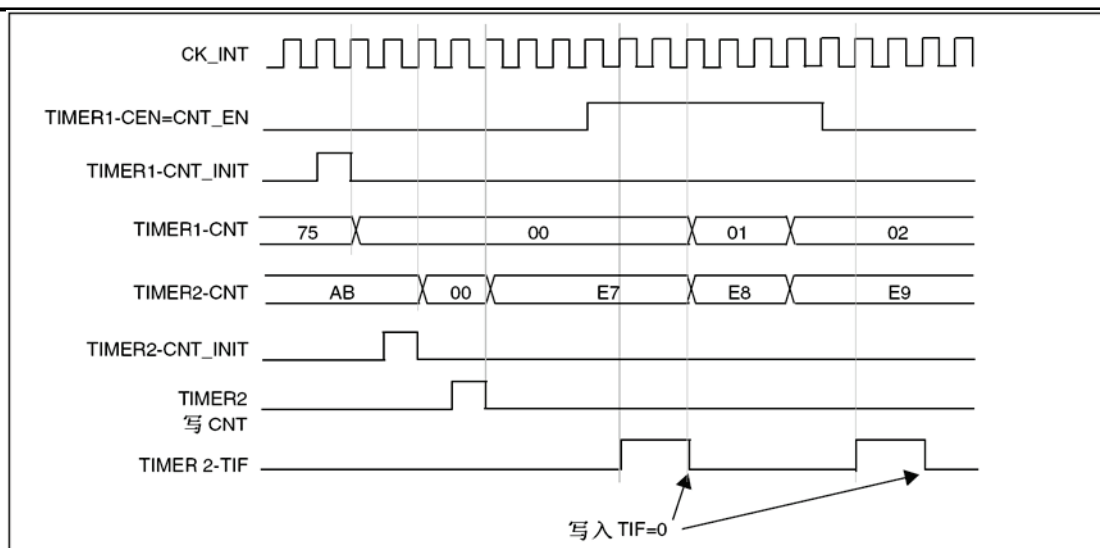 CK_INT
TIMER1-CEN=CNT_EN
TIMER1-CNT_INIT
TIMER1-CNT 75 00 01 02
TIMER2-CNT AB 00 E7 E8 E9
TIMER2-CNT_INIT
TIMER2
写 CNT
TIMER 2-TIF
写入 TIF=0